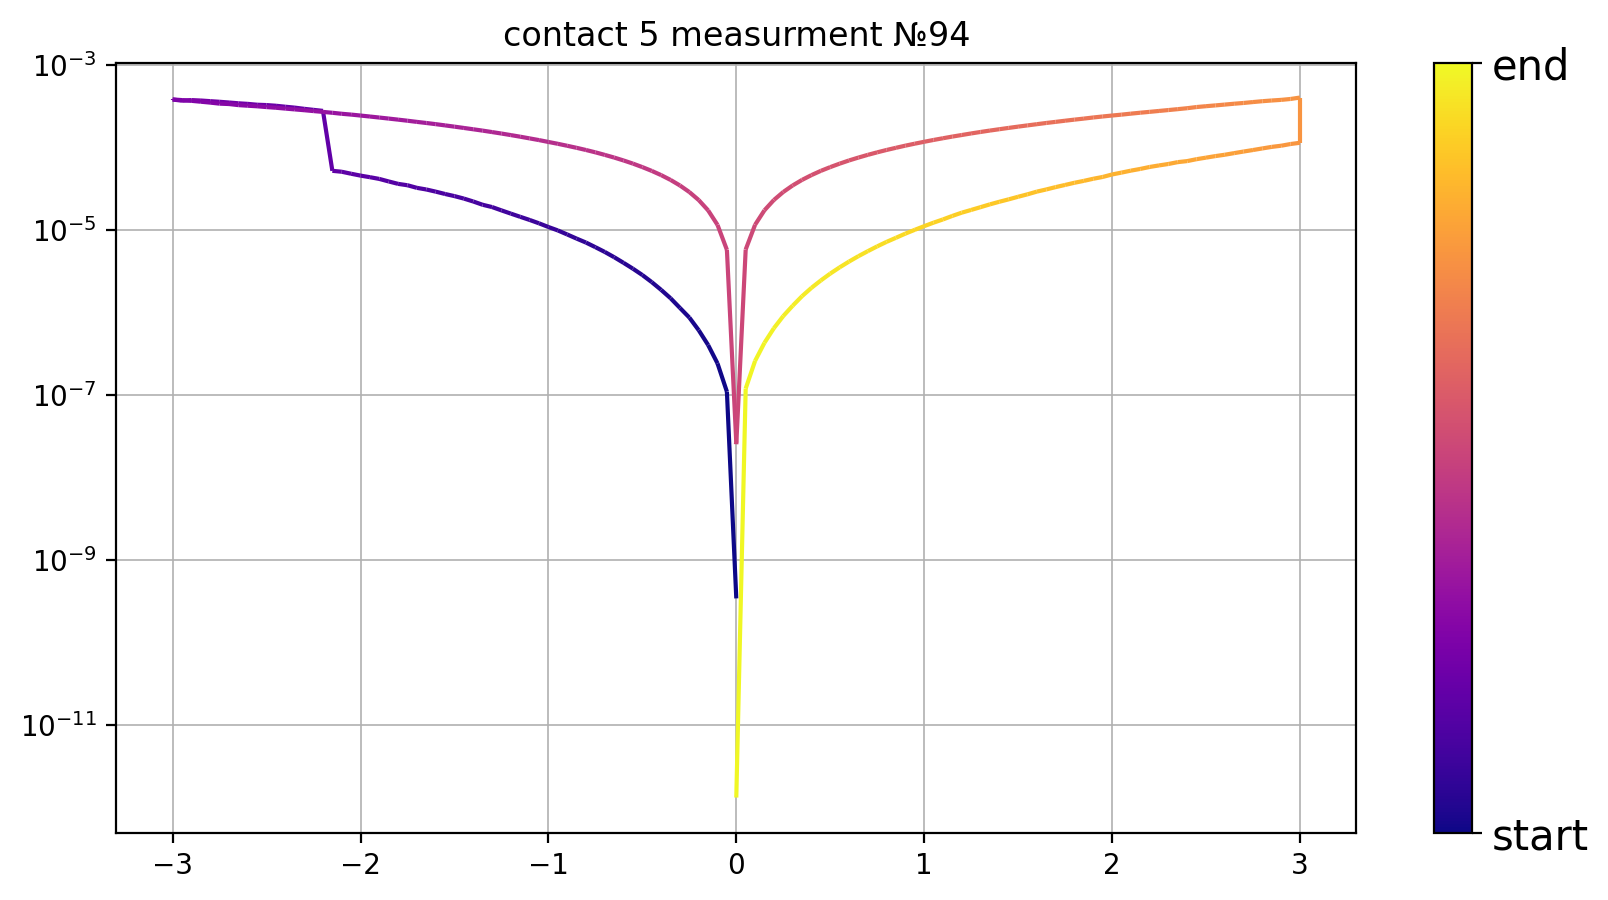 contact 5 measurment №94
10⁻³
10⁻⁵
10⁻⁷
10⁻⁹
10⁻¹¹
−3 −2 −1 0 1 2 3
end
start